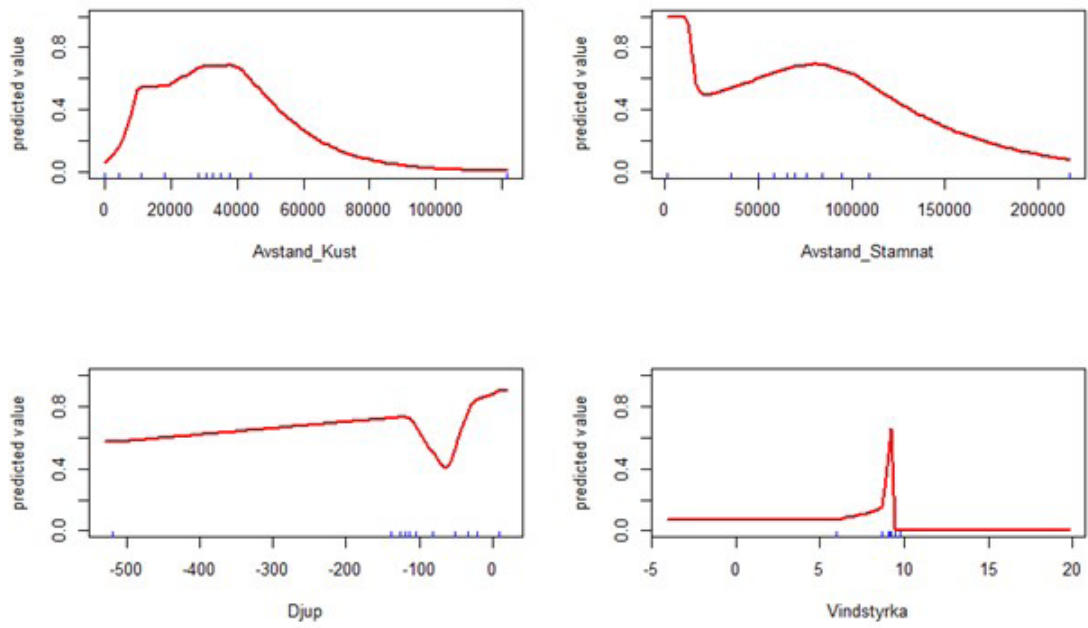 predicted value
0.0 0.4 0.8
0 20000 40000 60000 80000 100000
Avstand_Kust
predicted value
0.0 0.4 0.8
0 50000 100000 150000 200000
Avstand_Stamnat
predicted value
0.0 0.4 0.8
-500 -400 -300 -200 -100 0
Djup
predicted value
0.0 0.4 0.8
-5 0 5 10 15 20
Vindstyrka